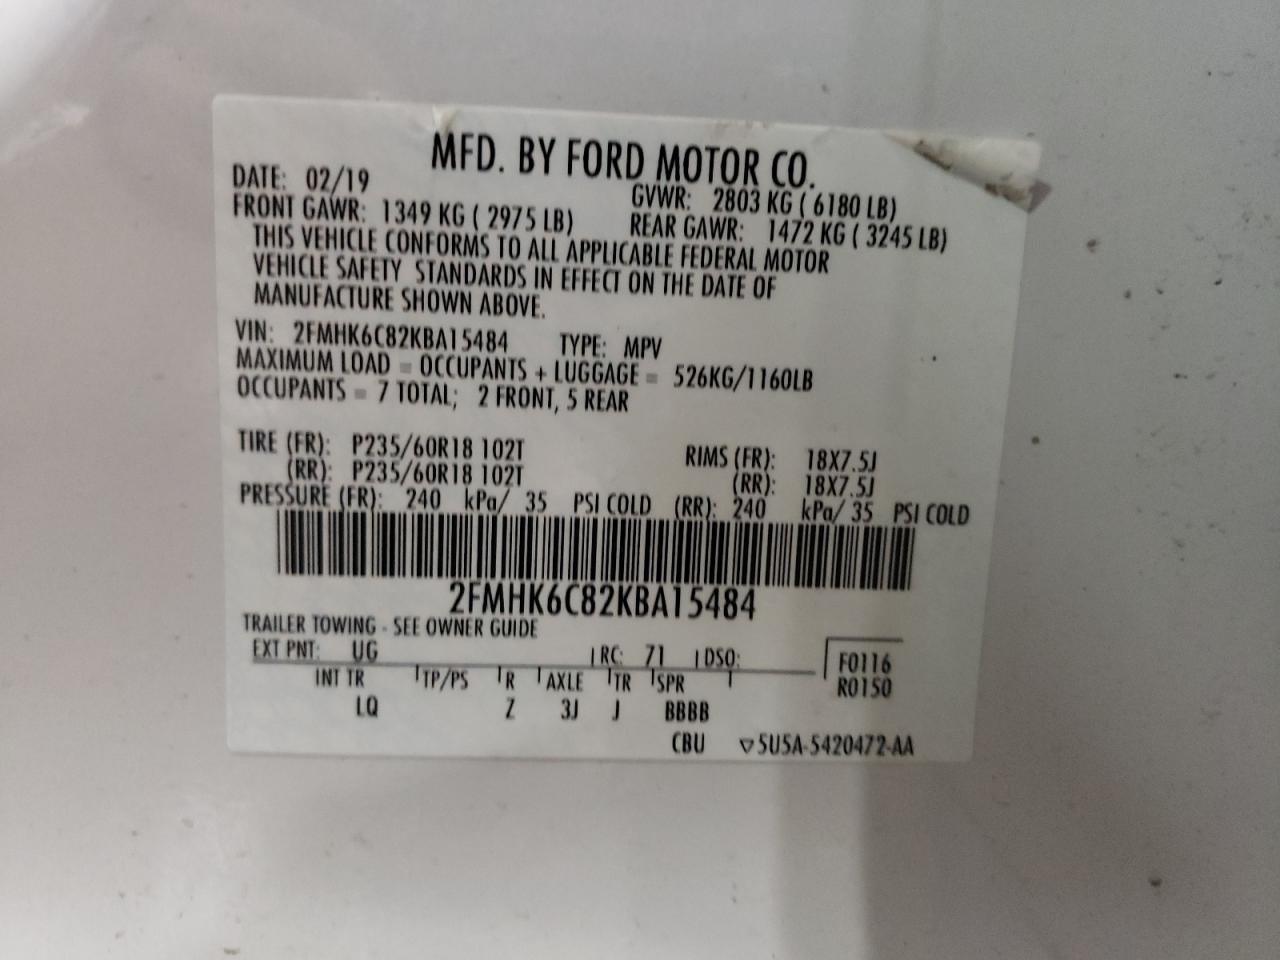 MFD. BY FORD MOTOR CO.
DATE: 02/19 GVWR: 2803 KG ( 6180 LB)
FRONT GAWR: 1349 KG ( 2975 LB) REAR GAWR: 1472 KG ( 3245 LB)
THIS VEHICLE CONFORMS TO ALL APPLICABLE FEDERAL MOTOR
VEHICLE SAFETY STANDARDS IN EFFECT ON THE DATE OF
MANUFACTURE SHOWN ABOVE.
VIN: 2FMHK6C82KBA15484 TYPE: MPV
MAXIMUM LOAD = OCCUPANTS + LUGGAGE = 526KG/1160LB
OCCUPANTS = 7 TOTAL; 2 FRONT, 5 REAR
TIRE (FR): P235/60R18 102T RIMS (FR): 18X7.5J
(RR): P235/60R18 102T (RR): 18X7.5J
PRESSURE (FR): 240 kPa/ 35 PSI COLD (RR): 240 kPa/ 35 PSI COLD
2FMHK6C82KBA15484
TRAILER TOWING - SEE OWNER GUIDE
EXT PNT: UG RC: 71 DSO: F0116
INT TR TP/PS R AXLE TR SPR R0150
LQ Z 3J J BBBB
CBU ▽5U5A-5420472-AA